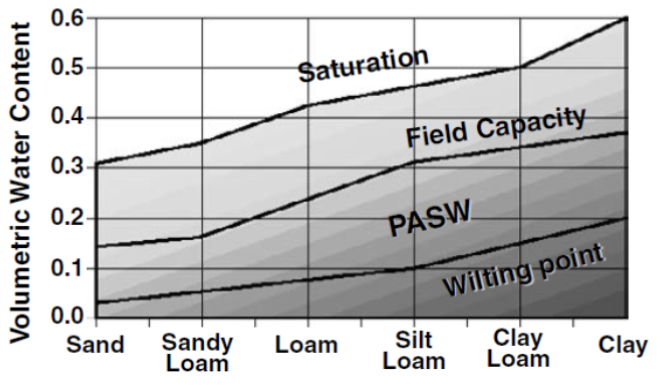 Volumetric Water Content
0.6
0.5
0.4
0.3
0.2
0.1
0.0
Saturation
Field Capacity
PASW
Wilting point
Sand
Sandy
Loam
Loam
Silt
Loam
Clay
Loam
Clay